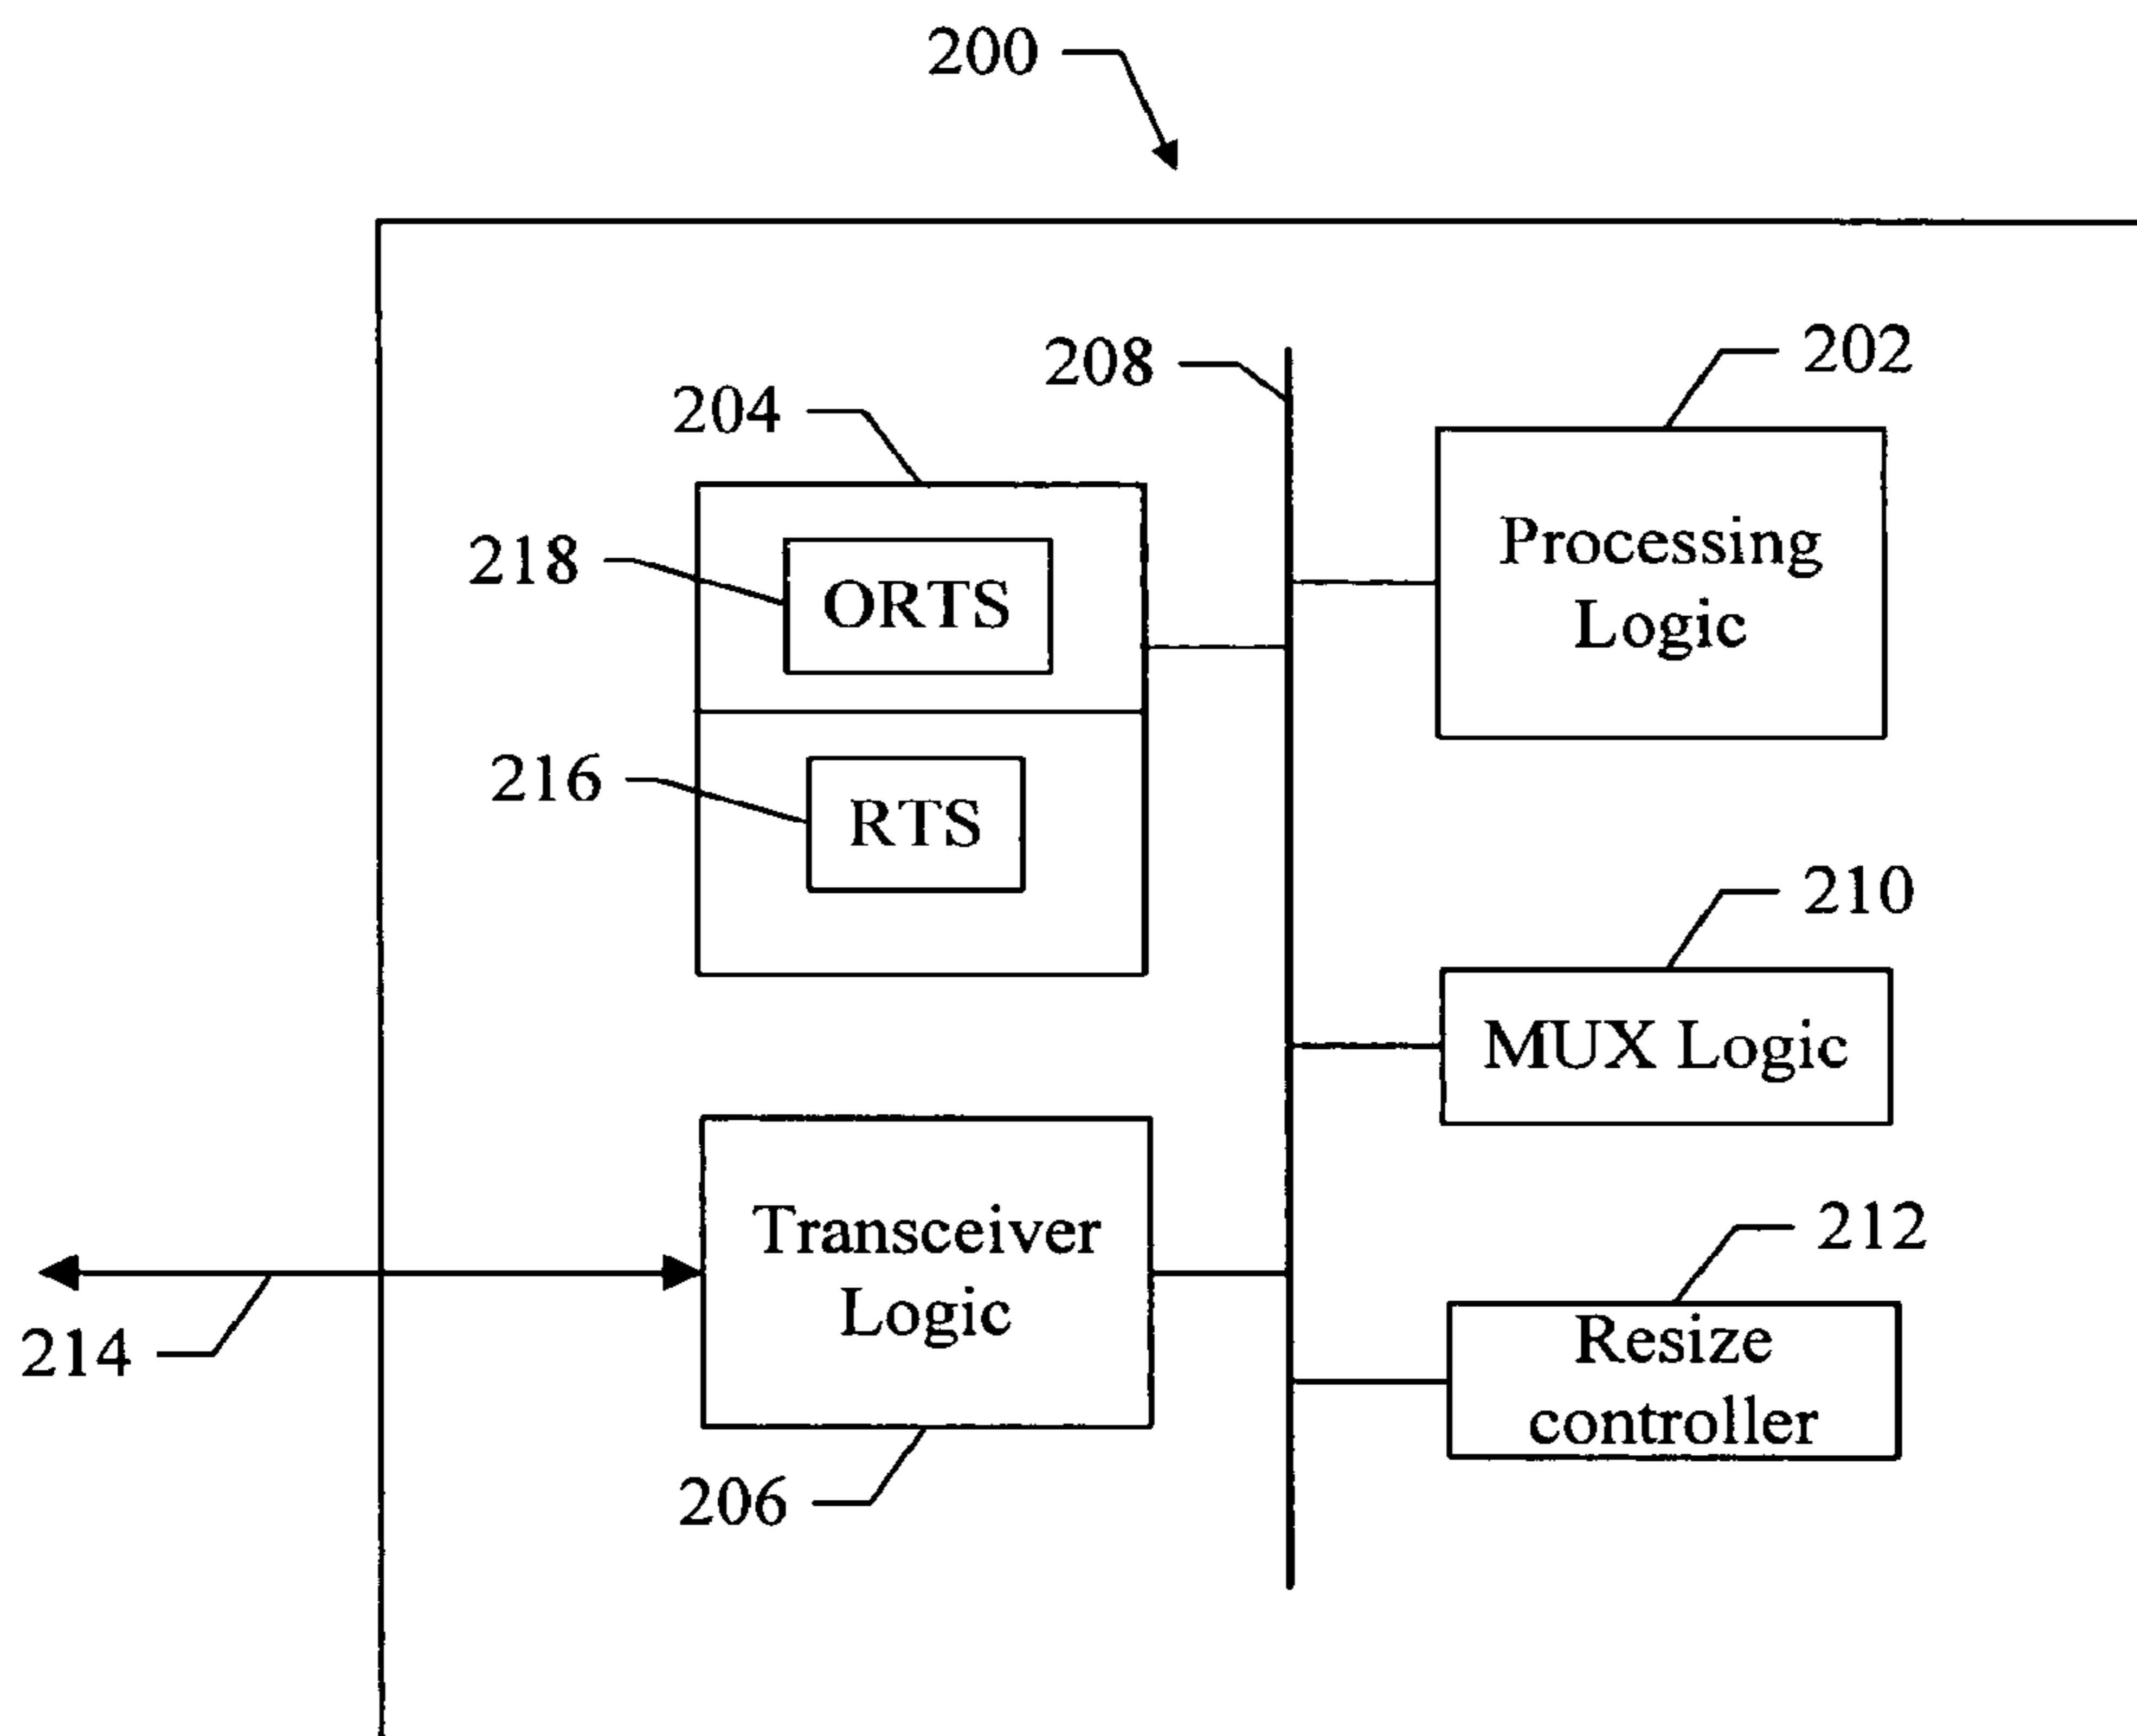 200
208
202
204
Processing
Logic
218
ORTS
216
RTS
210
MUX Logic
Transceiver
Logic
212
214
Resize
controller
206